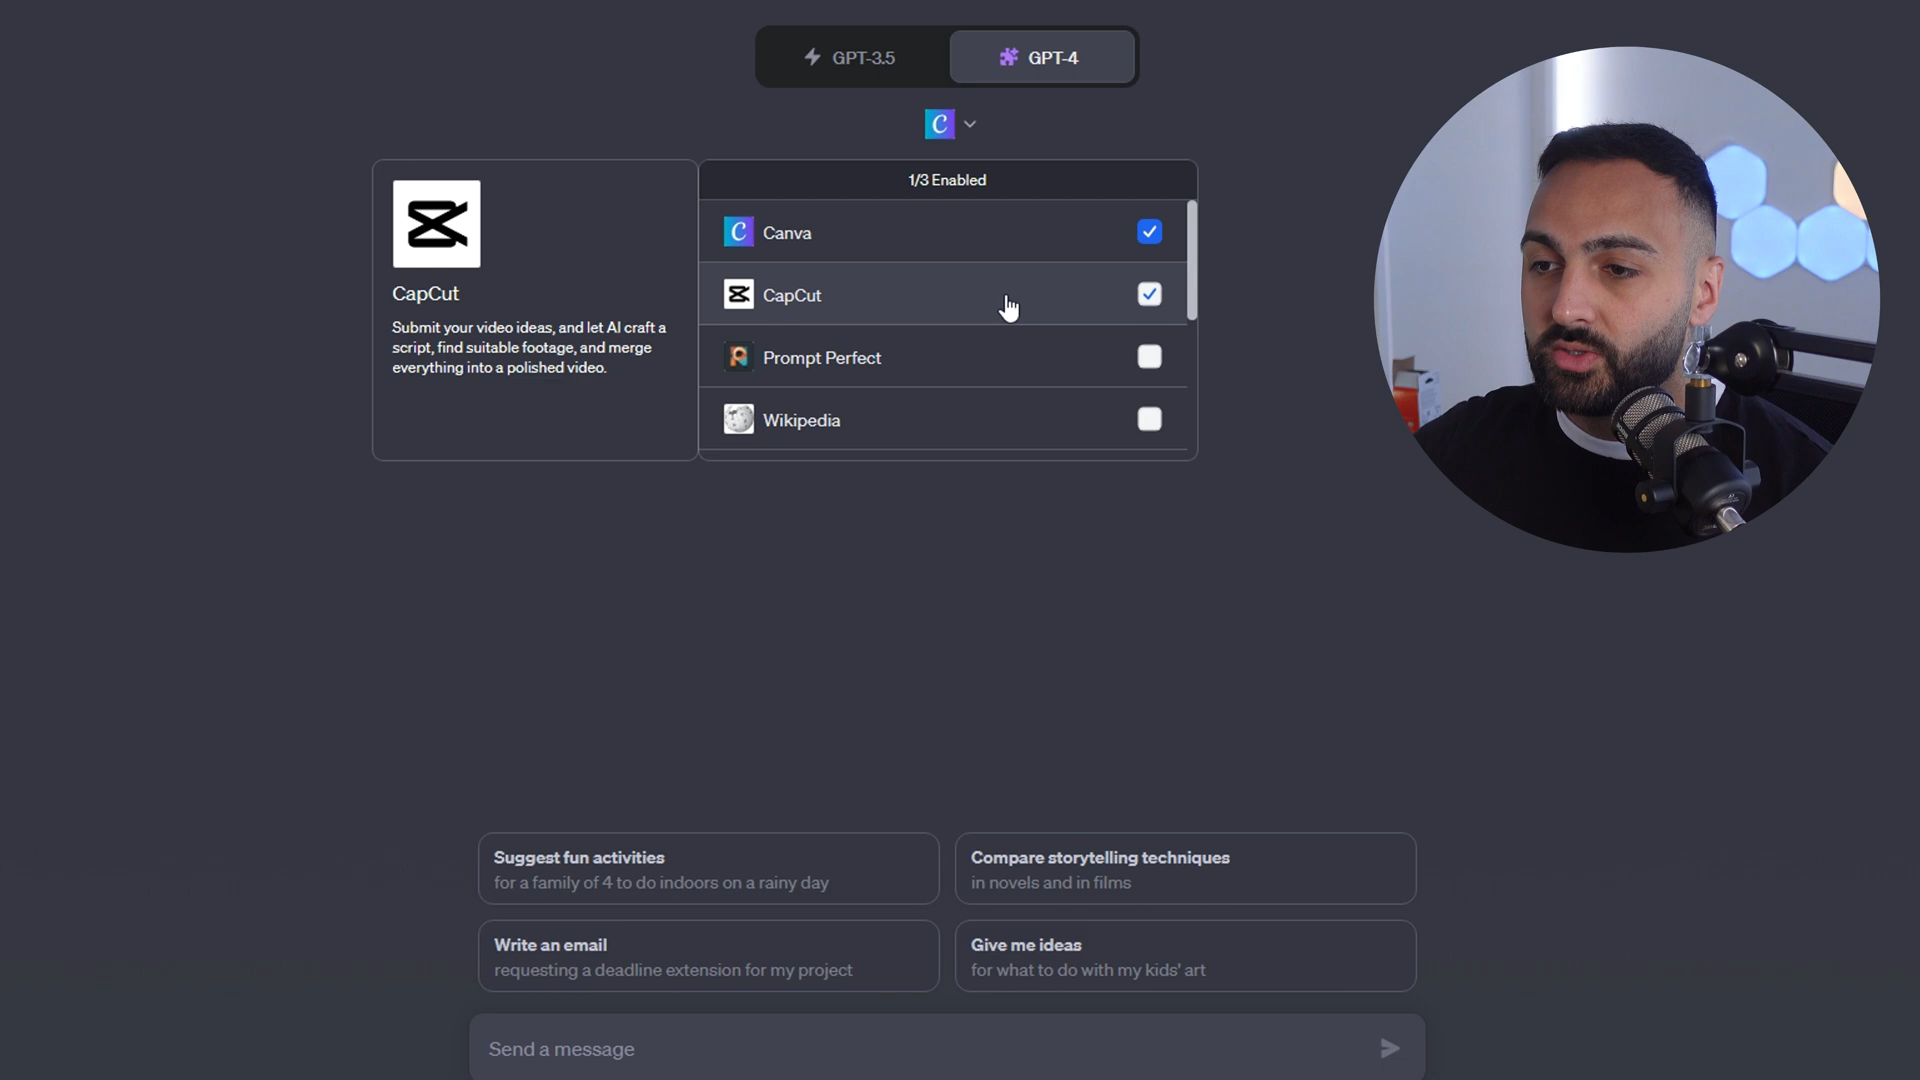 GPT-3.5
GPT-4
C
1/3 Enabled
CapCut
Submit your video ideas, and let AI craft a
script, find suitable footage, and merge
everything into a polished video.
C Canva
CapCut
Prompt Perfect
Wikipedia
Suggest fun activities
for a family of 4 to do indoors on a rainy day
Compare storytelling techniques
in novels and in films
Write an email
requesting a deadline extension for my project
Give me ideas
for what to do with my kids' art
Send a message